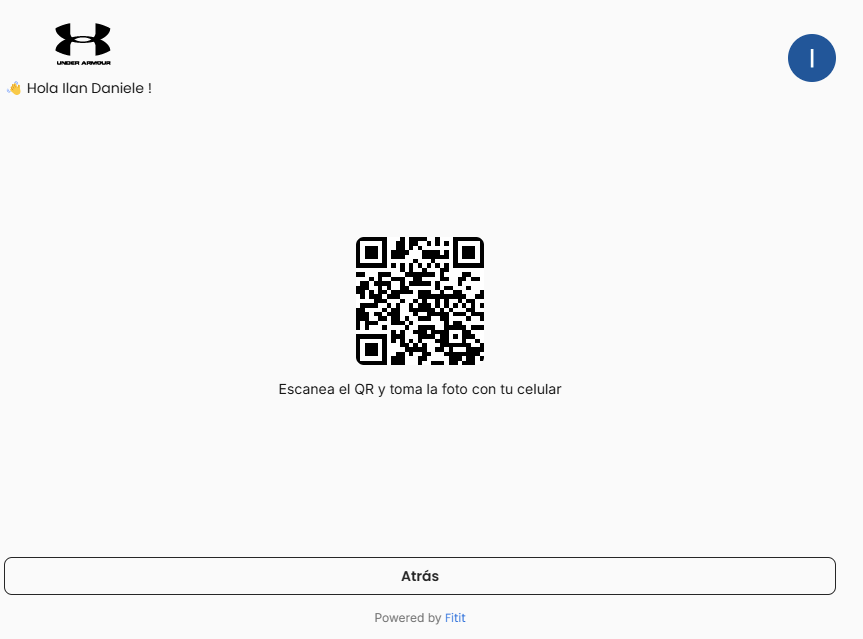 UNDER ARMOUR
👋 Hola Ilan Daniele !
I
Escanea el QR y toma la foto con tu celular
Atrás
Powered by Fitit